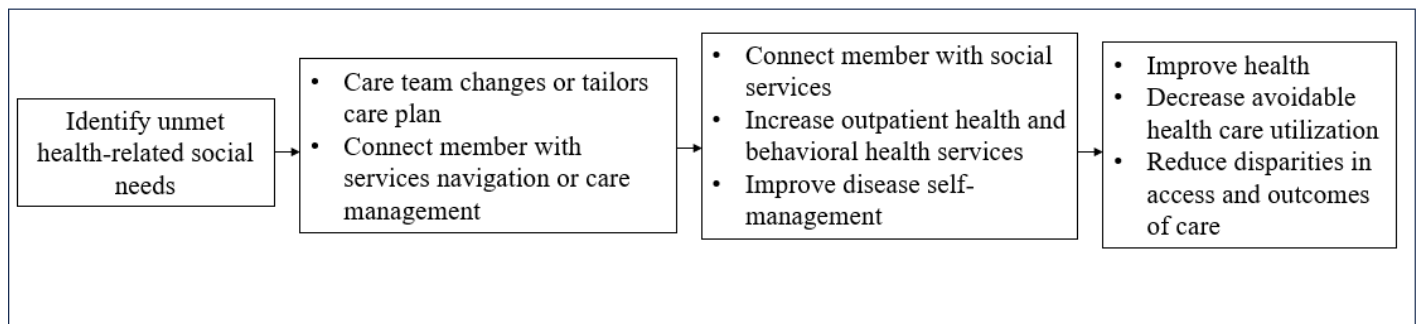 Identify unmet
health-related social
needs
• Care team changes or tailors
care plan
• Connect member with
services navigation or care
management
• Connect member with social
services
• Increase outpatient health and
behavioral health services
• Improve disease self-
management
• Improve health
• Decrease avoidable
health care utilization
• Reduce disparities in
access and outcomes
of care